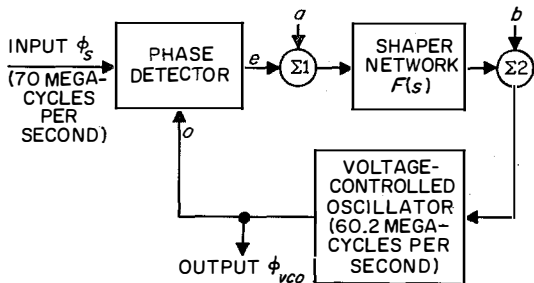 INPUT ϕs
(70 MEGA-
CYCLES
PER
SECOND)
PHASE
DETECTOR
e
a
Σ1
SHAPER
NETWORK
F(s)
b
Σ2
o
VOLTAGE-
CONTROLLED
OSCILLATOR
(60.2 MEGA-
CYCLES PER
SECOND)
OUTPUT ϕvco